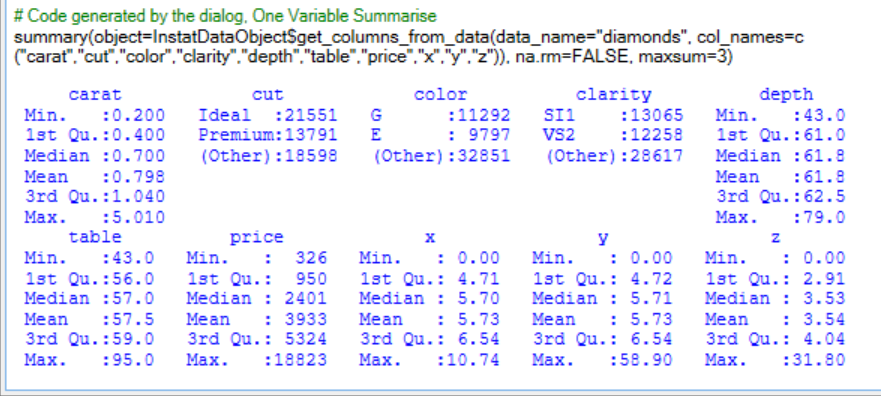 # Code generated by the dialog, One Variable Summarise
summary(object=InstatDataObject$get_columns_from_data(data_name="diamonds", col_names=c
("carat","cut","color","clarity","depth","table","price","x","y","z")), na.rm=FALSE, maxsum=3)
carat cut color clarity depth
Min. :0.200 Ideal :21551 G :11292 SI1 :13065 Min. :43.0
1st Qu.:0.400 Premium:13791 E : 9797 VS2 :12258 1st Qu.:61.0
Median :0.700 (Other):18598 (Other):32851 (Other):28617 Median :61.8
Mean :0.798 Mean :61.8
3rd Qu.:1.040 3rd Qu.:62.5
Max. :5.010 Max. :79.0
table price x y z
Min. :43.0 Min. : 326 Min. : 0.00 Min. : 0.00 Min. : 0.00
1st Qu.:56.0 1st Qu.: 950 1st Qu.: 4.71 1st Qu.: 4.72 1st Qu.: 2.91
Median :57.0 Median : 2401 Median : 5.70 Median : 5.71 Median : 3.53
Mean :57.5 Mean : 3933 Mean : 5.73 Mean : 5.73 Mean : 3.54
3rd Qu.:59.0 3rd Qu.: 5324 3rd Qu.: 6.54 3rd Qu.: 6.54 3rd Qu.: 4.04
Max. :95.0 Max. :18823 Max. :10.74 Max. :58.90 Max. :31.80